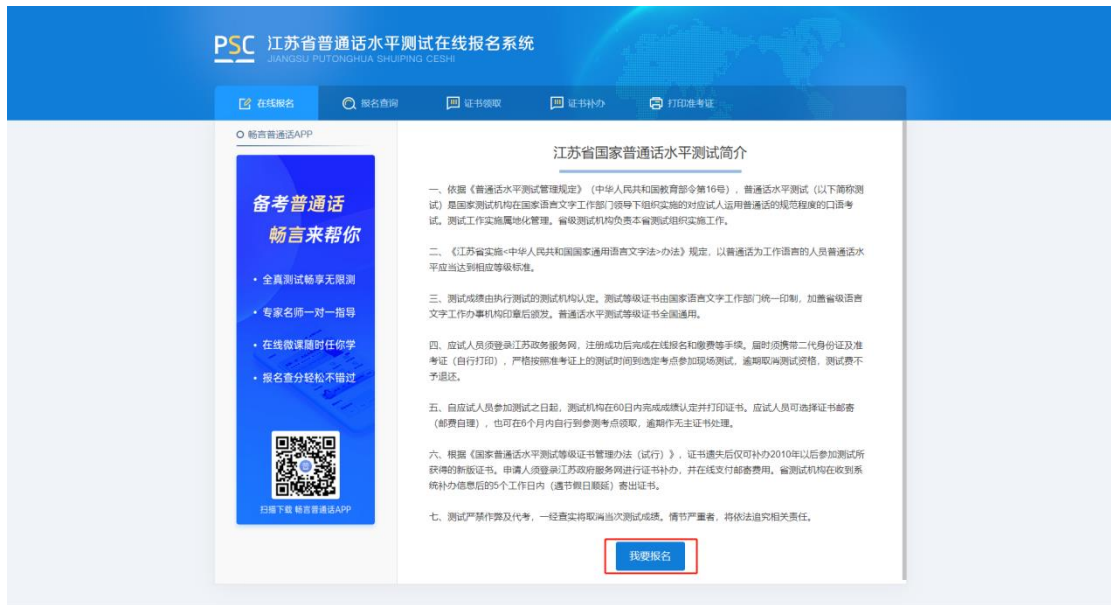 PSC 江苏省普通话水平测试在线报名系统
JIANGSU PUTONGHUA SHUIPING CESHI
在线报名 报名查询 证书领取 证书补办 打印准考证
畅言普通话APP
备考普通话
畅言来帮你
·全真测试畅享无限测
·专家名师一对一指导
·在线微课随时任你学
·报名查分轻松不错过
扫描下载 畅言普通话APP
江苏省国家普通话水平测试简介
一、依据《普通话水平测试管理规定》（中华人民共和国教育部令第16号），普通话水平测试（以下简称测
试）是国家测试机构在国家语言文字工作部门领导下组织实施的对应试人运用普通话的规范程度的口语考
试。测试工作实施属地化管理。省级测试机构负责本省测试组织实施工作。
二、《江苏省实施<中华人民共和国国家通用语言文字法>办法》规定，以普通话为工作语言的人员普通话水
平应当达到相应等级标准。
三、测试成绩由执行测试的测试机构认定。测试等级证书由国家语言文字工作部门统一印制，加盖省级语言
文字工作办事机构印章后颁发。普通话水平测试等级证书全国通用。
四、应试人员须登录江苏政务服务网，注册成功后完成在线报名和缴费等手续。届时须携带二代身份证及准
考证（自行打印），严格按照准考证上的测试时间到选定考点参加现场测试，逾期取消测试资格，测试费不
予退还。
五、自应试人员参加测试之日起，测试机构在60日内完成成绩认定并打印证书。应试人员可选择证书邮寄
（邮费自理），也可在6个月内自行到参测考点领取，逾期作无主证书处理。
六、根据《国家普通话水平测试等级证书管理办法（试行）》，证书遗失后仅可补办2010年以后参加测试所
获得的新版证书。申请人须登录江苏政府服务网进行证书补办，并在线支付邮寄费用。省测试机构在收到系
统补办信息后的5个工作日内（遇节假日顺延）寄出证书。
七、测试严禁作弊及代考，一经查实将取消当次测试成绩。情节严重者，将依法追究相关责任。
我要报名